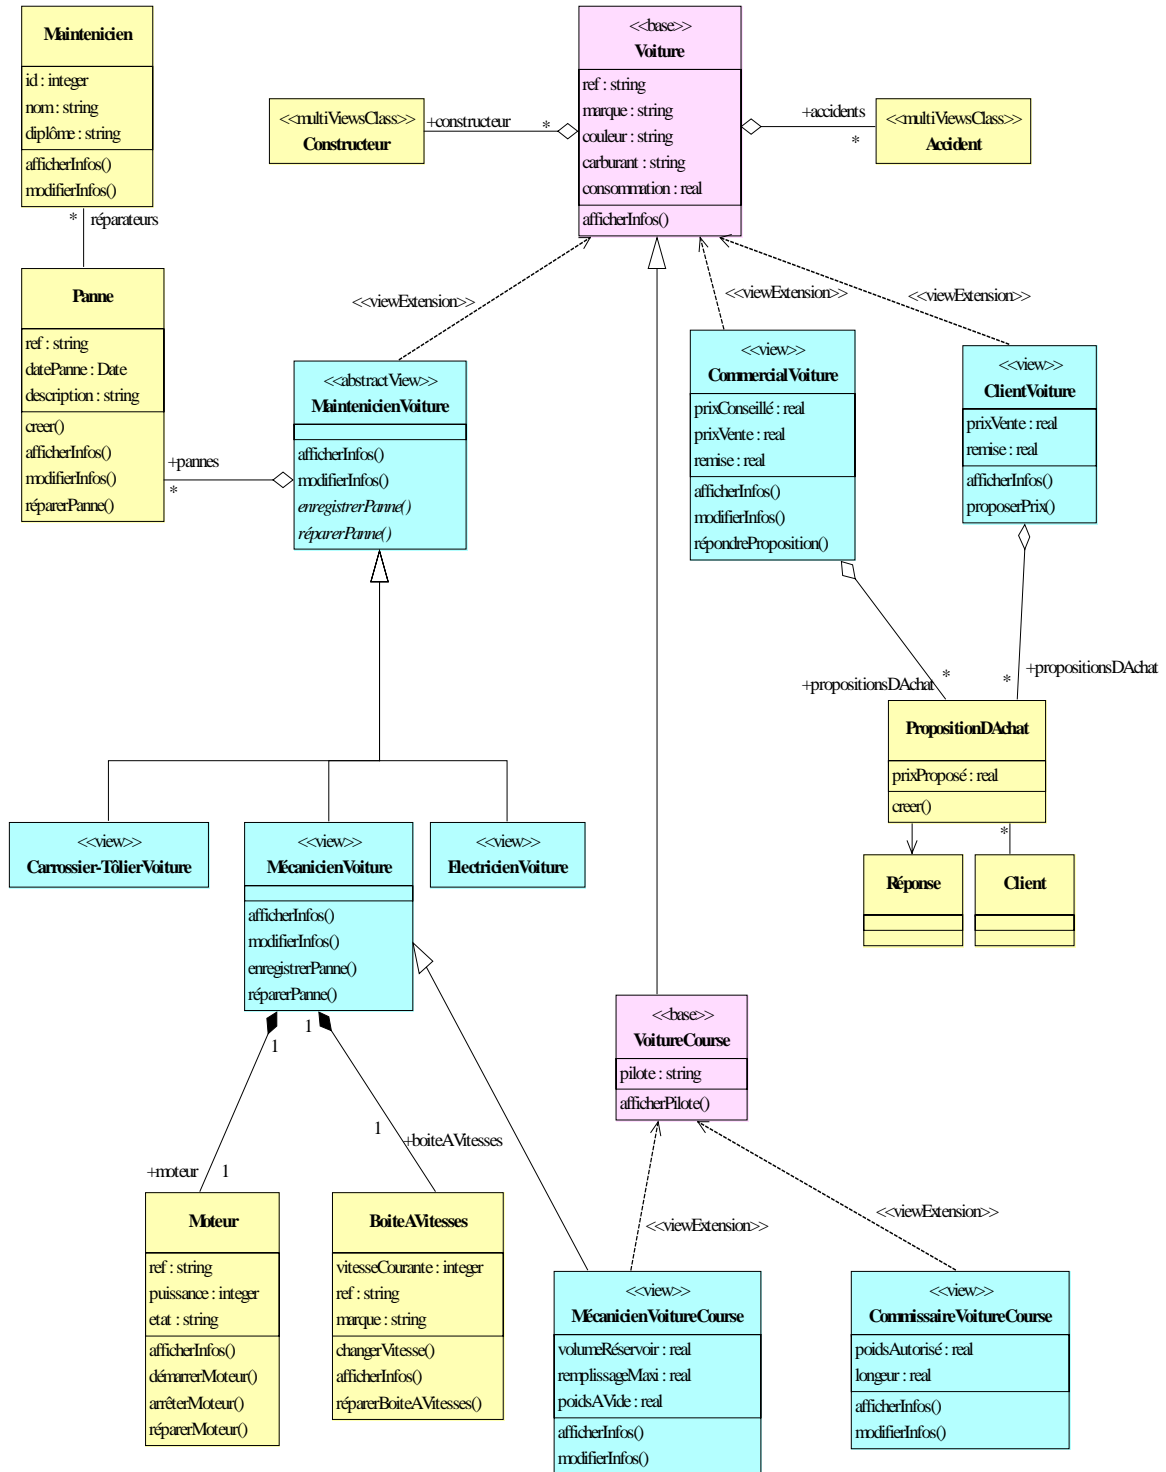 Maintenicien
id : integer
nom : string
diplôme : string
afficherInfos()
modifierInfos()
* réparateurs
<<multiViewsClass>>
Constructeur
+constructeur
*
<<base>>
Voiture
ref : string
marque : string
couleur : string
carburant : string
consommation : real
afficherInfos()
+accidents
*
<<multiViewsClass>>
Accident
Panne
ref : string
datePanne : Date
description : string
creer()
afficherInfos()
modifierInfos()
réparerPanne()
+pannes
*
<<viewExtension>>
<<viewExtension>>
<<viewExtension>>
<<abstractView>>
MaintenicienVoiture
afficherInfos()
modifierInfos()
enregistrerPanne()
réparerPanne()
<<view>>
CommercialVoiture
prixConseillé : real
prixVente : real
remise : real
afficherInfos()
modifierInfos()
répondreProposition()
<<view>>
ClientVoiture
prixVente : real
remise : real
afficherInfos()
proposerPrix()
+propositionsDAchat
*
*
+propositionsDAchat
PropositionDAchat
prixProposé : real
creer()
*
Réponse
Client
<<view>>
Carrossier-TôlierVoiture
<<view>>
MécanicienVoiture
afficherInfos()
modifierInfos()
enregistrerPanne()
réparerPanne()
<<view>>
ElectricienVoiture
1
1
+moteur
1
1
+boiteAVitesses
<<base>>
VoitureCourse
pilote : string
afficherPilote()
<<viewExtension>>
<<viewExtension>>
Moteur
ref : string
puissance : integer
etat : string
afficherInfos()
démarrerMoteur()
arrêterMoteur()
réparerMoteur()
BoiteAVitesses
vitesseCourante : integer
ref : string
marque : string
changerVitesse()
afficherInfos()
réparerBoiteAVitesses()
<<view>>
MécanicienVoitureCourse
volumeRéservoir : real
remplissageMaxi : real
poidsAVide : real
afficherInfos()
modifierInfos()
<<view>>
CommissaireVoitureCourse
poidsAutorisé : real
longeur : real
afficherInfos()
modifierInfos()